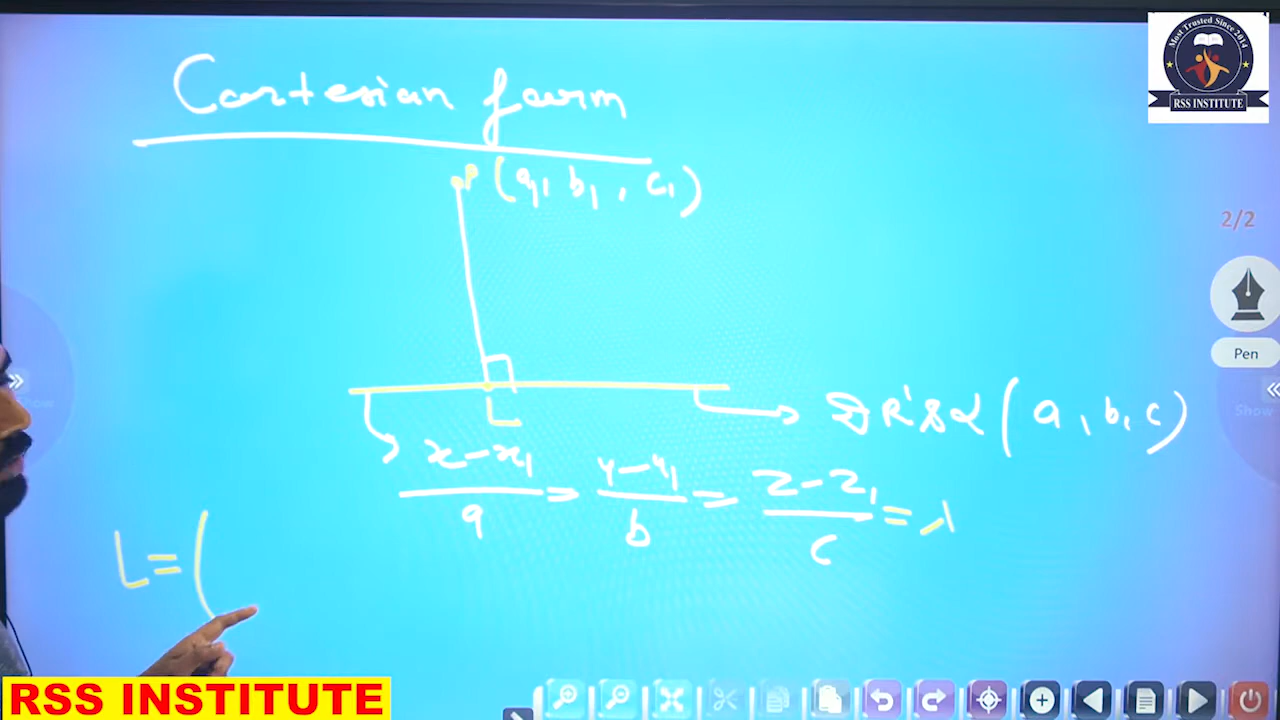 Most Trusted Since 2014
RSS INSTITUTE
Cartesian form
P (a₁ b₁, c₁)
2/2
Pen
Show
L
DR's α (a, b, c)
x-x₁/a = y-y₁/b = z-z₁/c = λ
L = (
RSS INSTITUTE